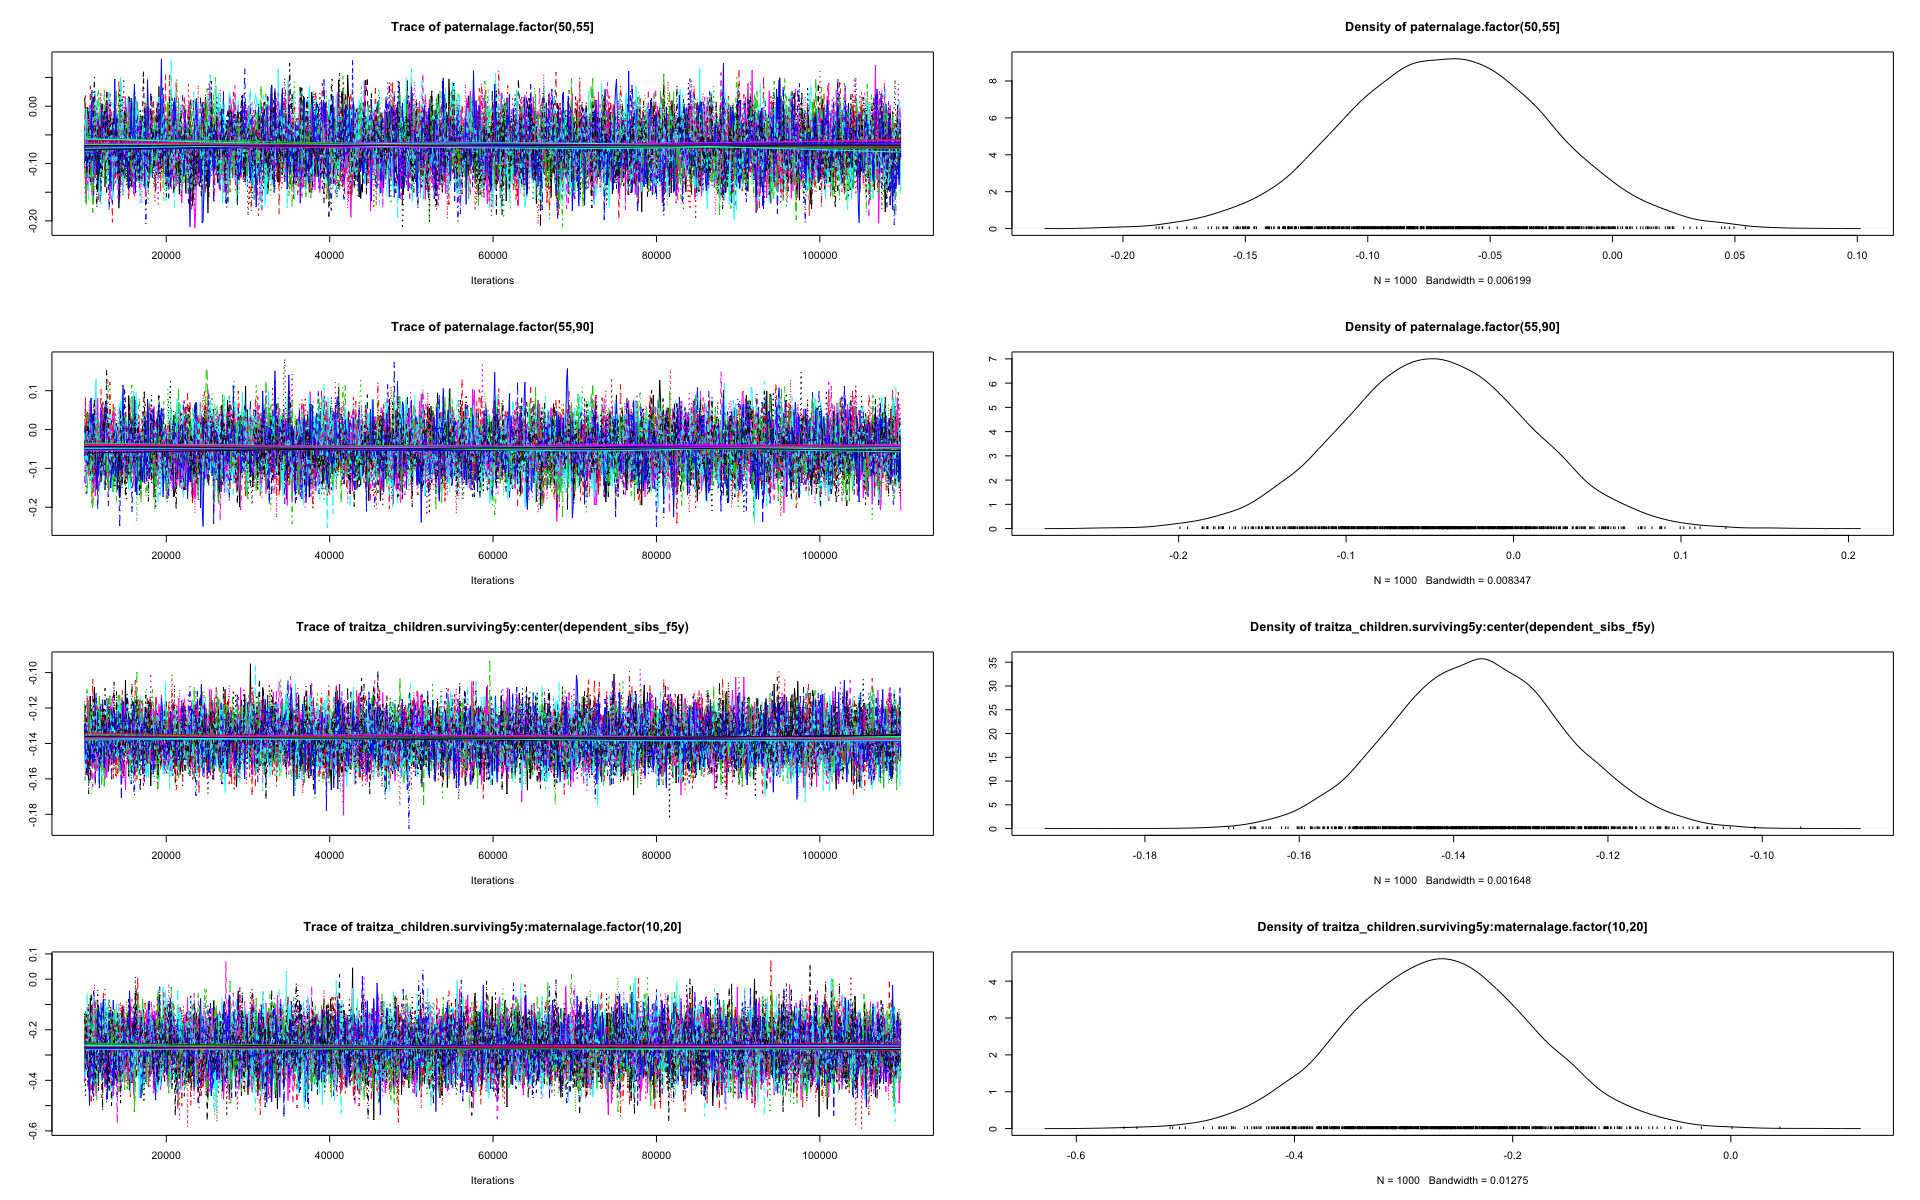 Trace of paternalage.factor(50,55]
0.00
-0.10
-0.20
20000 40000 60000 80000 100000
Iterations
Density of paternalage.factor(50,55]
8
6
4
2
0
-0.20 -0.15 -0.10 -0.05 0.00 0.05 0.10
N = 1000 Bandwidth = 0.006199
Trace of paternalage.factor(55,90]
0.1
0.0
-0.1
-0.2
20000 40000 60000 80000 100000
Iterations
Density of paternalage.factor(55,90]
7
6
5
4
3
2
1
0
-0.2 -0.1 0.0 0.1 0.2
N = 1000 Bandwidth = 0.008347
Trace of traitza_children.surviving5y:center(dependent_sibs_f5y)
-0.10
-0.12
-0.14
-0.16
-0.18
20000 40000 60000 80000 100000
Iterations
Density of traitza_children.surviving5y:center(dependent_sibs_f5y)
35
30
25
20
15
10
5
0
-0.18 -0.16 -0.14 -0.12 -0.10
N = 1000 Bandwidth = 0.001648
Trace of traitza_children.surviving5y:maternalage.factor(10,20]
0.1
0.0
-0.2
-0.4
-0.6
20000 40000 60000 80000 100000
Iterations
Density of traitza_children.surviving5y:maternalage.factor(10,20]
4
3
2
1
0
-0.6 -0.4 -0.2 0.0
N = 1000 Bandwidth = 0.01275